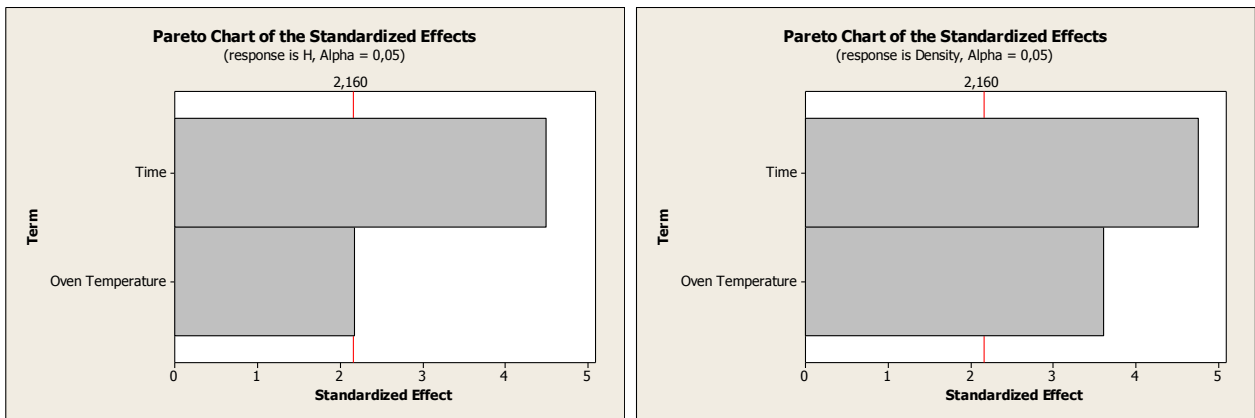 Pareto Chart of the Standardized Effects
(response is H, Alpha = 0,05)
2,160
Term
Time
Oven Temperature
0 1 2 3 4 5
Standardized Effect
Pareto Chart of the Standardized Effects
(response is Density, Alpha = 0,05)
2,160
Term
Time
Oven Temperature
0 1 2 3 4 5
Standardized Effect